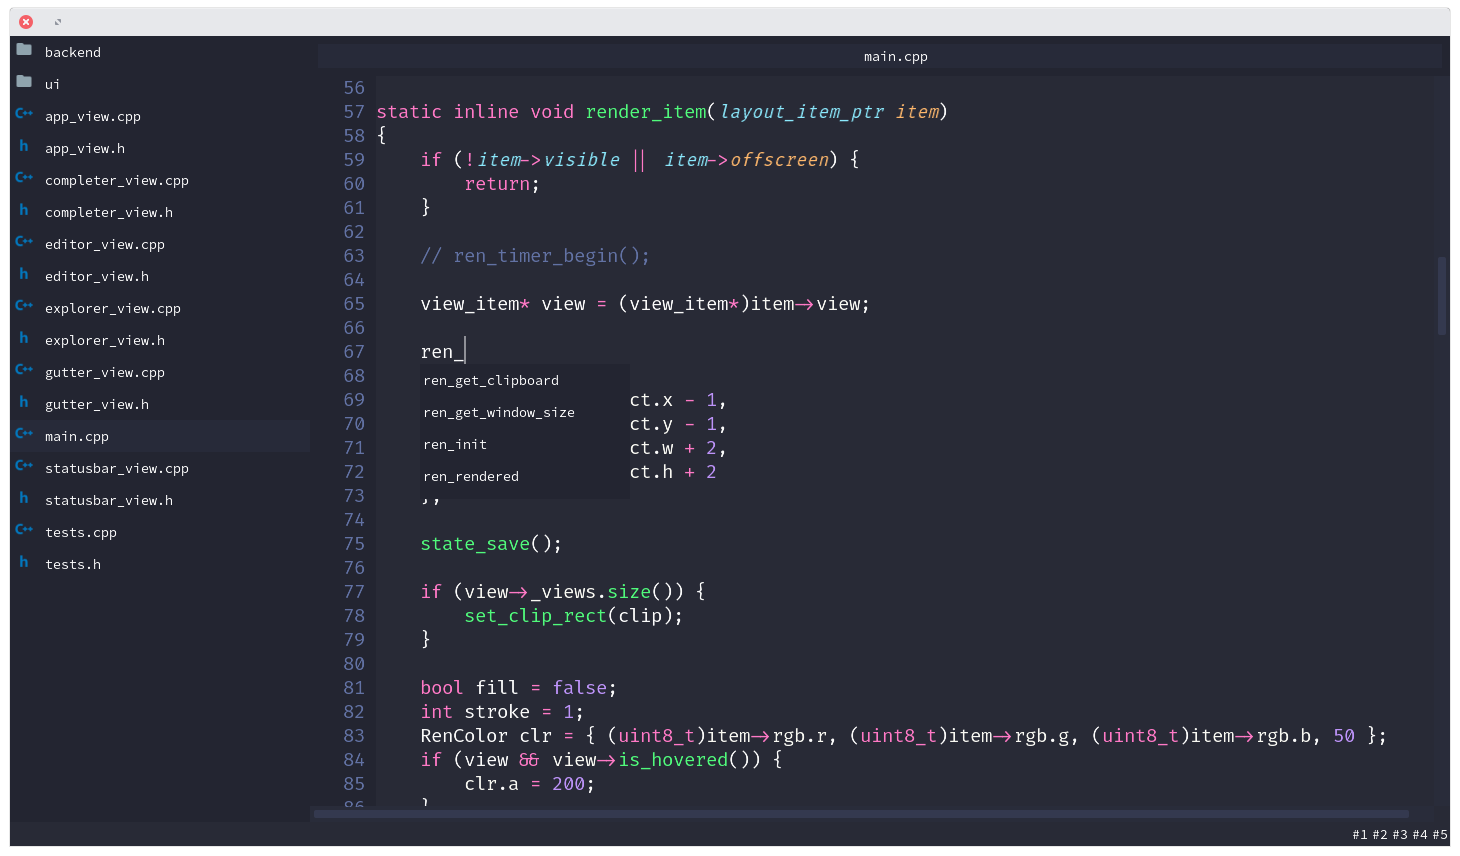 backend
ui
C++ app_view.cpp
h app_view.h
C++ completer_view.cpp
h completer_view.h
C++ editor_view.cpp
h editor_view.h
C++ explorer_view.cpp
h explorer_view.h
C++ gutter_view.cpp
h gutter_view.h
C++ main.cpp
C++ statusbar_view.cpp
h statusbar_view.h
C++ tests.cpp
h tests.h
main.cpp
56
57 static inline void render_item(layout_item_ptr item)
58 {
59     if (!item->visible || item->offscreen) {
60         return;
61     }
62
63     // ren_timer_begin();
64
65     view_item* view = (view_item*)item->view;
66
67     ren_
ren_get_clipboard
ren_get_window_size
ren_init
ren_rendered
68
69 ct.x - 1,
70 ct.y - 1,
71 ct.w + 2,
72 ct.h + 2
73     };
74
75     state_save();
76
77     if (view->_views.size()) {
78         set_clip_rect(clip);
79     }
80
81     bool fill = false;
82     int stroke = 1;
83     RenColor clr = { (uint8_t)item->rgb.r, (uint8_t)item->rgb.g, (uint8_t)item->rgb.b, 50 };
84     if (view && view->is_hovered()) {
85         clr.a = 200;
86     }
#1 #2 #3 #4 #5